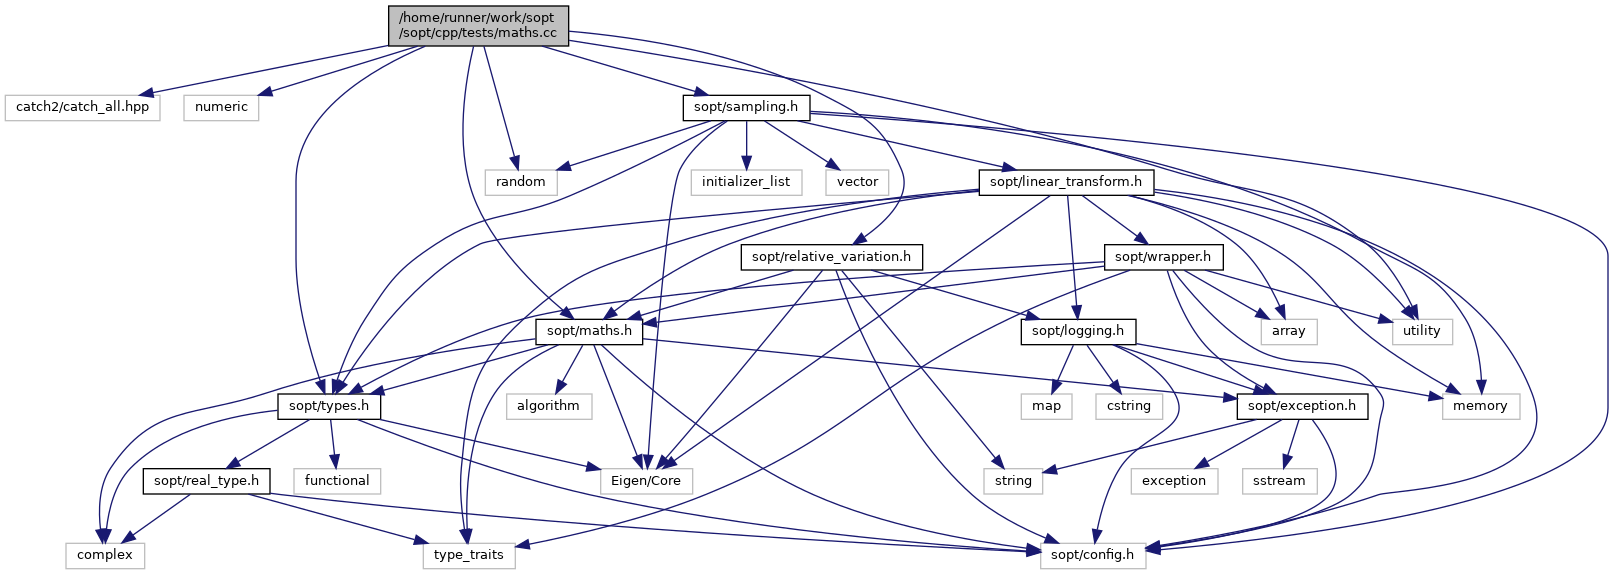 /home/runner/work/sopt
/sopt/cpp/tests/maths.cc
catch2/catch_all.hpp
numeric
sopt/sampling.h
random
initializer_list
vector
sopt/linear_transform.h
sopt/relative_variation.h
sopt/wrapper.h
sopt/maths.h
sopt/logging.h
array
utility
sopt/types.h
algorithm
map
cstring
sopt/exception.h
memory
sopt/real_type.h
functional
Eigen/Core
string
exception
sstream
complex
type_traits
sopt/config.h